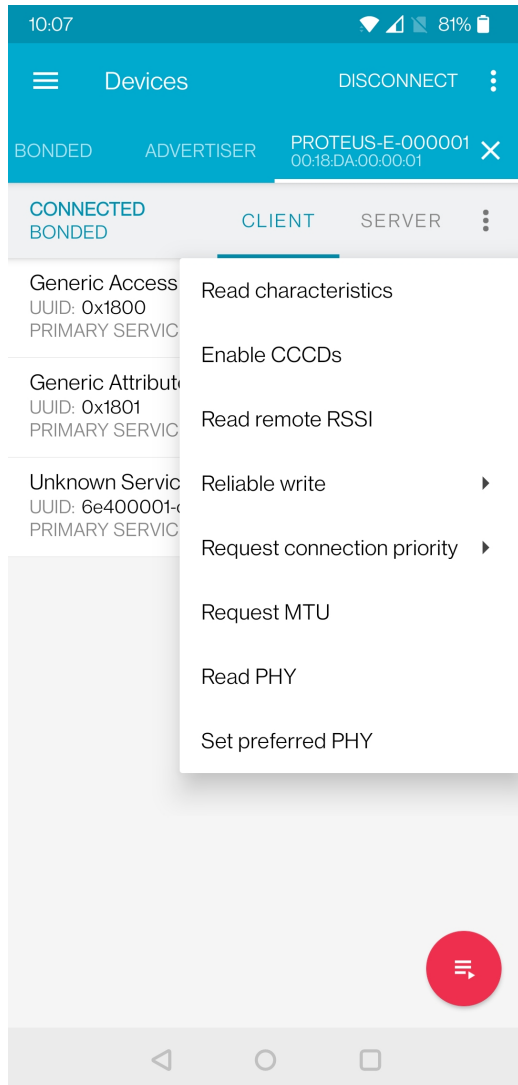 10:07
81%
Devices
DISCONNECT
BONDED
ADVERTISER
PROTEUS-E-000001
00:18:DA:00:00:01
CONNECTED
BONDED
CLIENT
SERVER
Generic Access
UUID: 0x1800
PRIMARY SERVIC
Generic Attribut
UUID: 0x1801
PRIMARY SERVIC
Unknown Servic
UUID: 6e400001-
PRIMARY SERVIC
Read characteristics
Enable CCCDs
Read remote RSSI
Reliable write
Request connection priority
Request MTU
Read PHY
Set preferred PHY